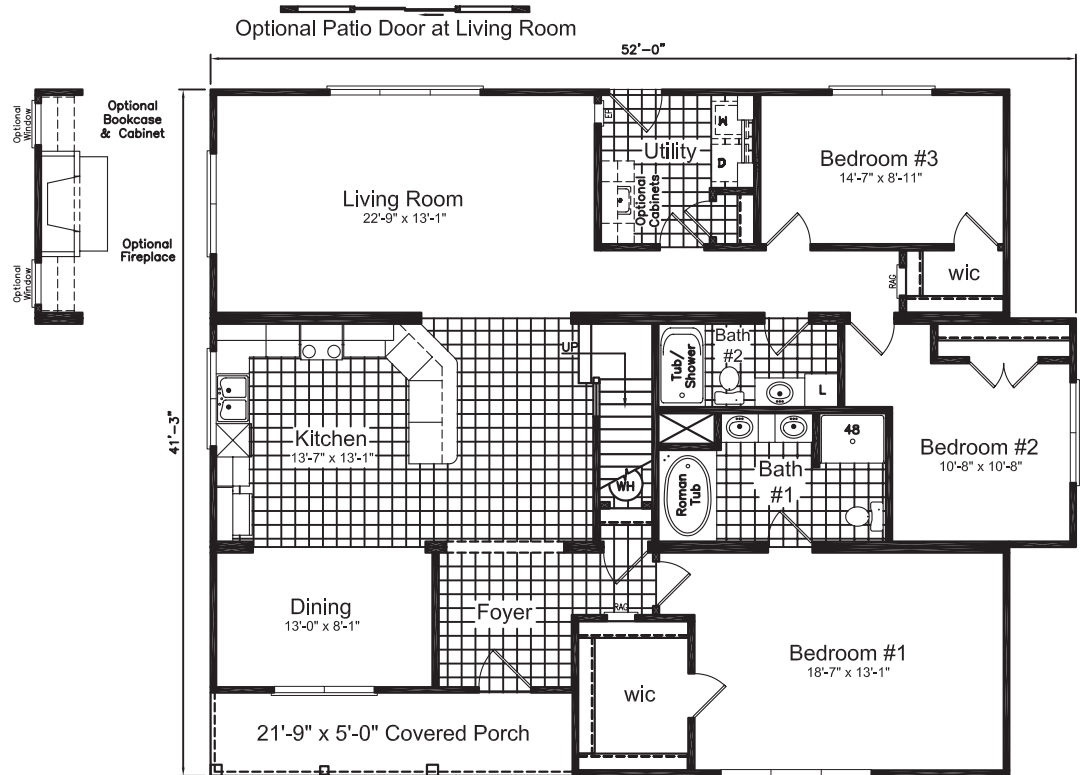 Optional Patio Door at Living Room
52'-0"
41'-3"
Optional
Window
Optional
Bookcase
& Cabinet
Optional
Fireplace
Optional
Window
Living Room
22'-9" x 13'-1"
EP
Utility
W
D
Optional
Cabinets
Bedroom #3
14'-7" x 8'-11"
RAG
wic
UP
Tub/
Shower
Bath
#2
L
Kitchen
13'-7" x 13'-1"
WH
Roman
Tub
Bath
#1
48
Bedroom #2
10'-8" x 10'-8"
Dining
13'-0" x 8'-1"
Foyer
RAG
wic
Bedroom #1
18'-7" x 13'-1"
21'-9" x 5'-0" Covered Porch